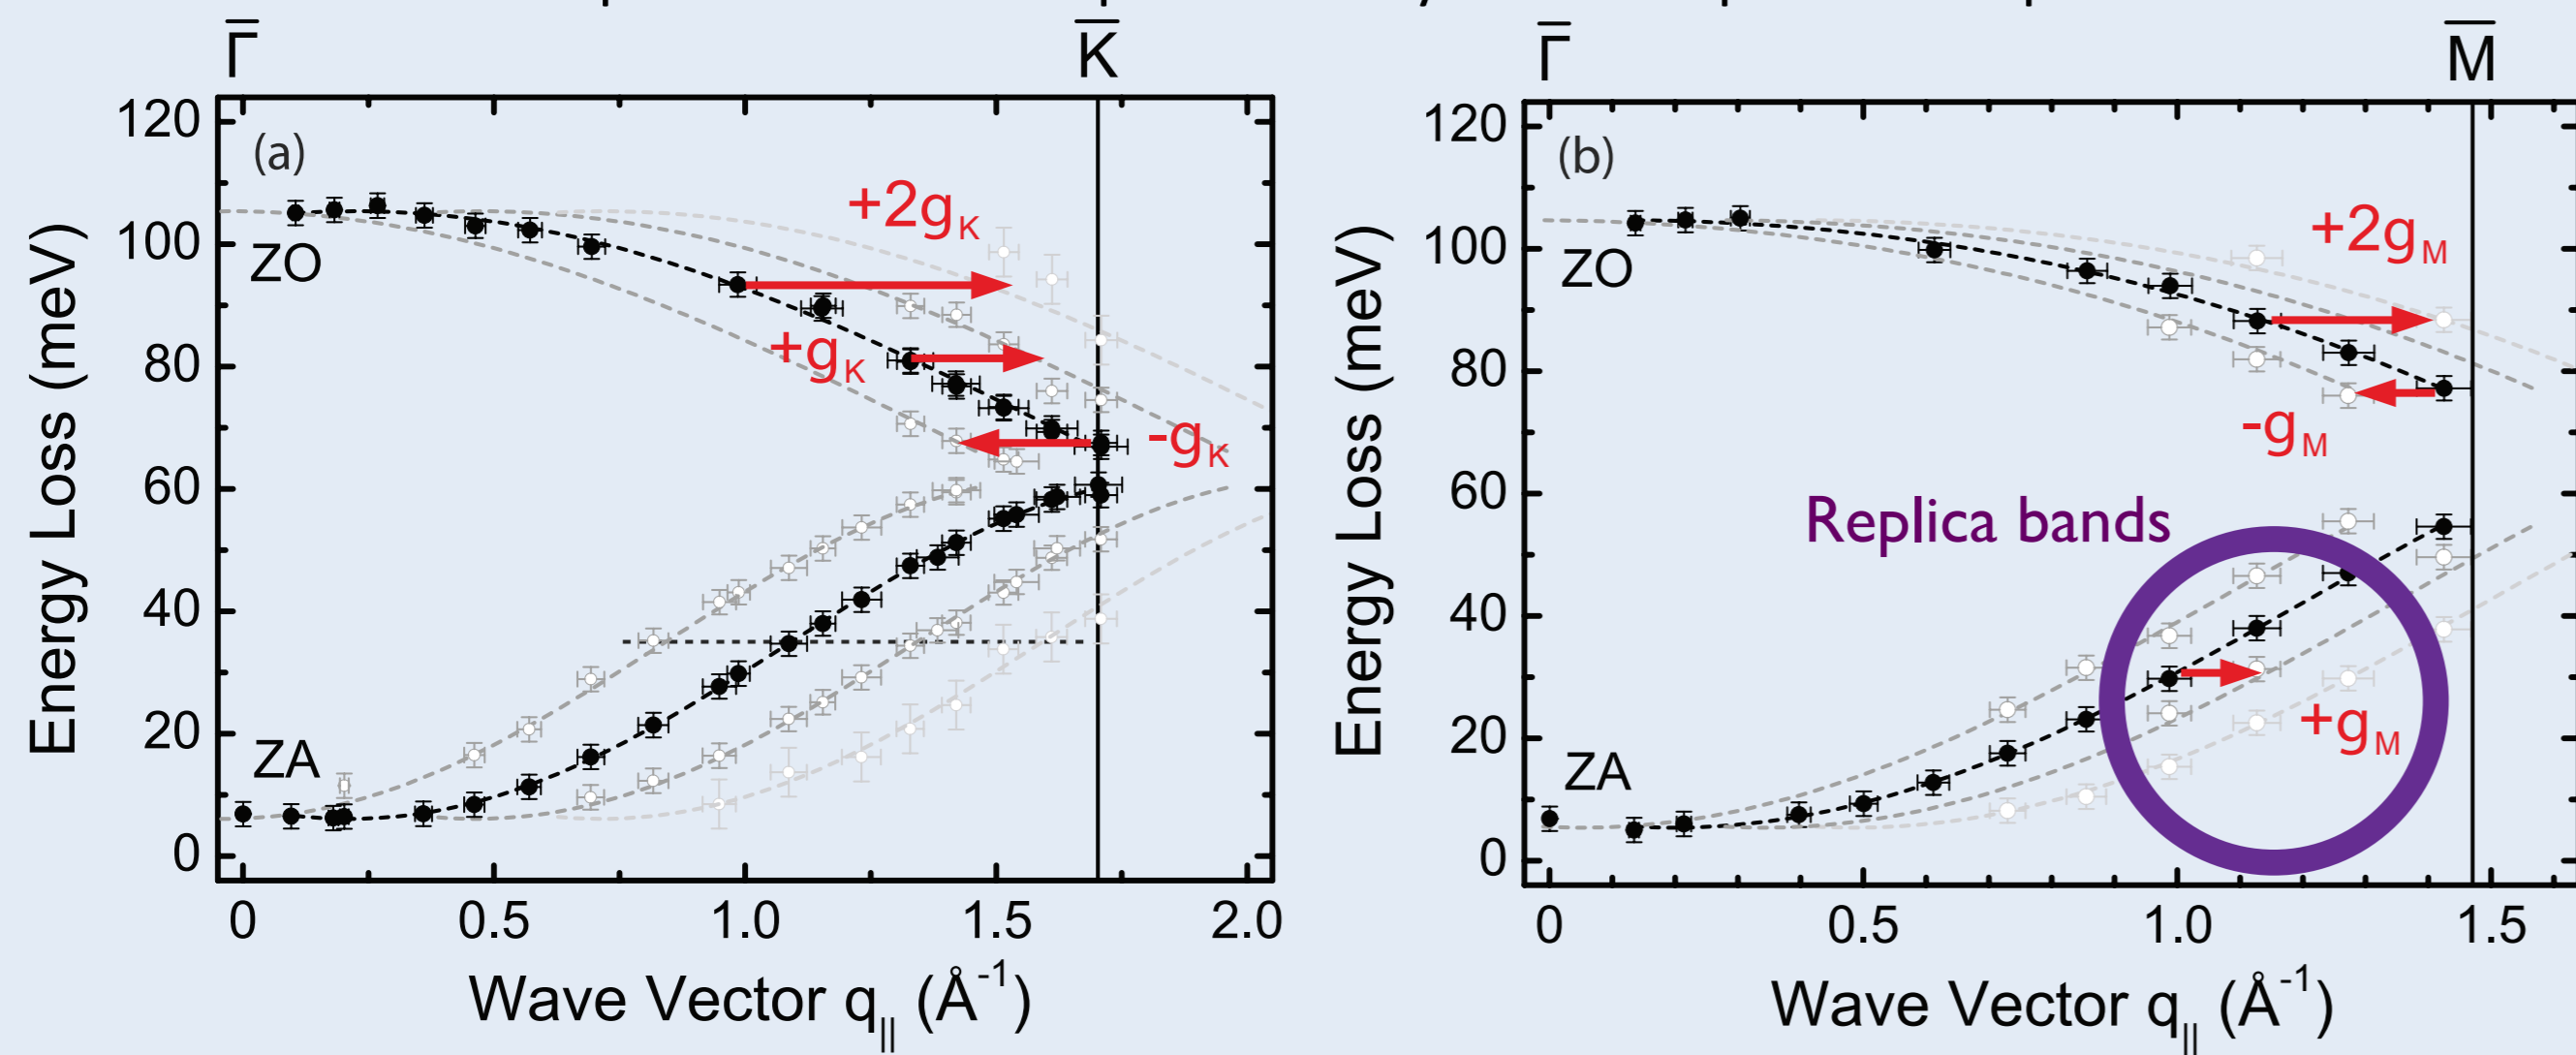 Γ̅
K̅
(a)
120
100
80
60
40
20
0
Energy Loss (meV)
ZO
ZA
+2gK
+gK
-gK
0
0.5
1.0
1.5
2.0
Wave Vector q|| (Å-1)
Γ̅
M̅
(b)
120
100
80
60
40
20
0
Energy Loss (meV)
ZO
ZA
+2gM
-gM
Replica bands
+gM
0
0.5
1.0
1.5
Wave Vector q|| (Å-1)